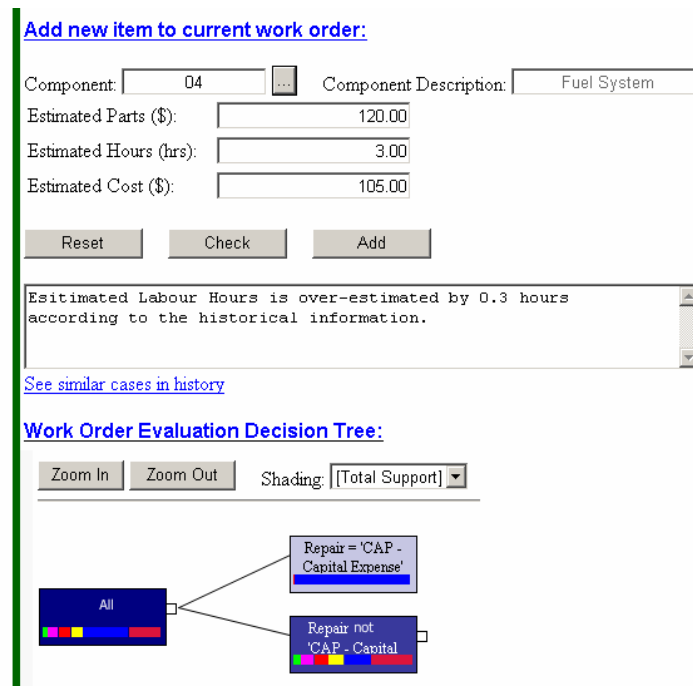 Add new item to current work order:
Component: 04 ... Component Description: Fuel System
Estimated Parts ($): 120.00
Estimated Hours (hrs): 3.00
Estimated Cost ($): 105.00
Reset Check Add
Esitimated Labour Hours is over-estimated by 0.3 hours
according to the historical information.
See similar cases in history
Work Order Evaluation Decision Tree:
Zoom In Zoom Out Shading: [Total Support]
Repair = 'CAP -
Capital Expense'
All
Repair not
'CAP - Capital